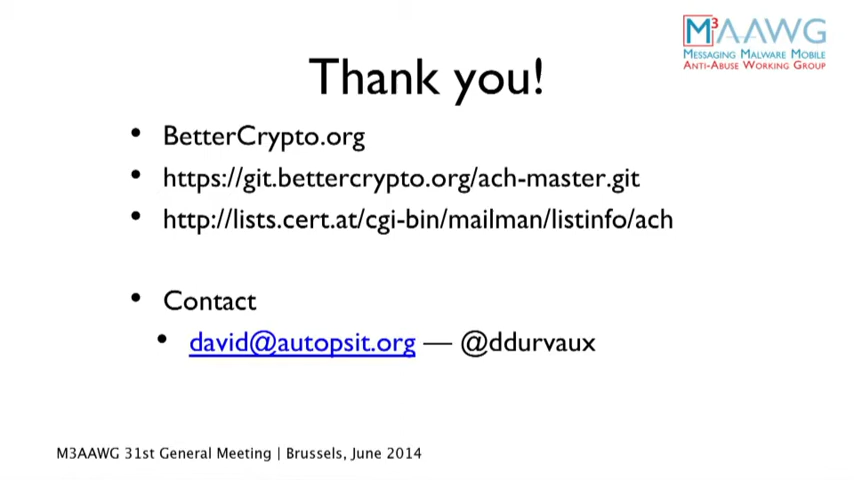 M3AAWG
MESSAGING MALWARE MOBILE
ANTI-ABUSE WORKING GROUP
Thank you!
• BetterCrypto.org
• https://git.bettercrypto.org/ach-master.git
• http://lists.cert.at/cgi-bin/mailman/listinfo/ach
• Contact
• david@autopsit.org — @ddurvaux
M3AAWG 31st General Meeting | Brussels, June 2014